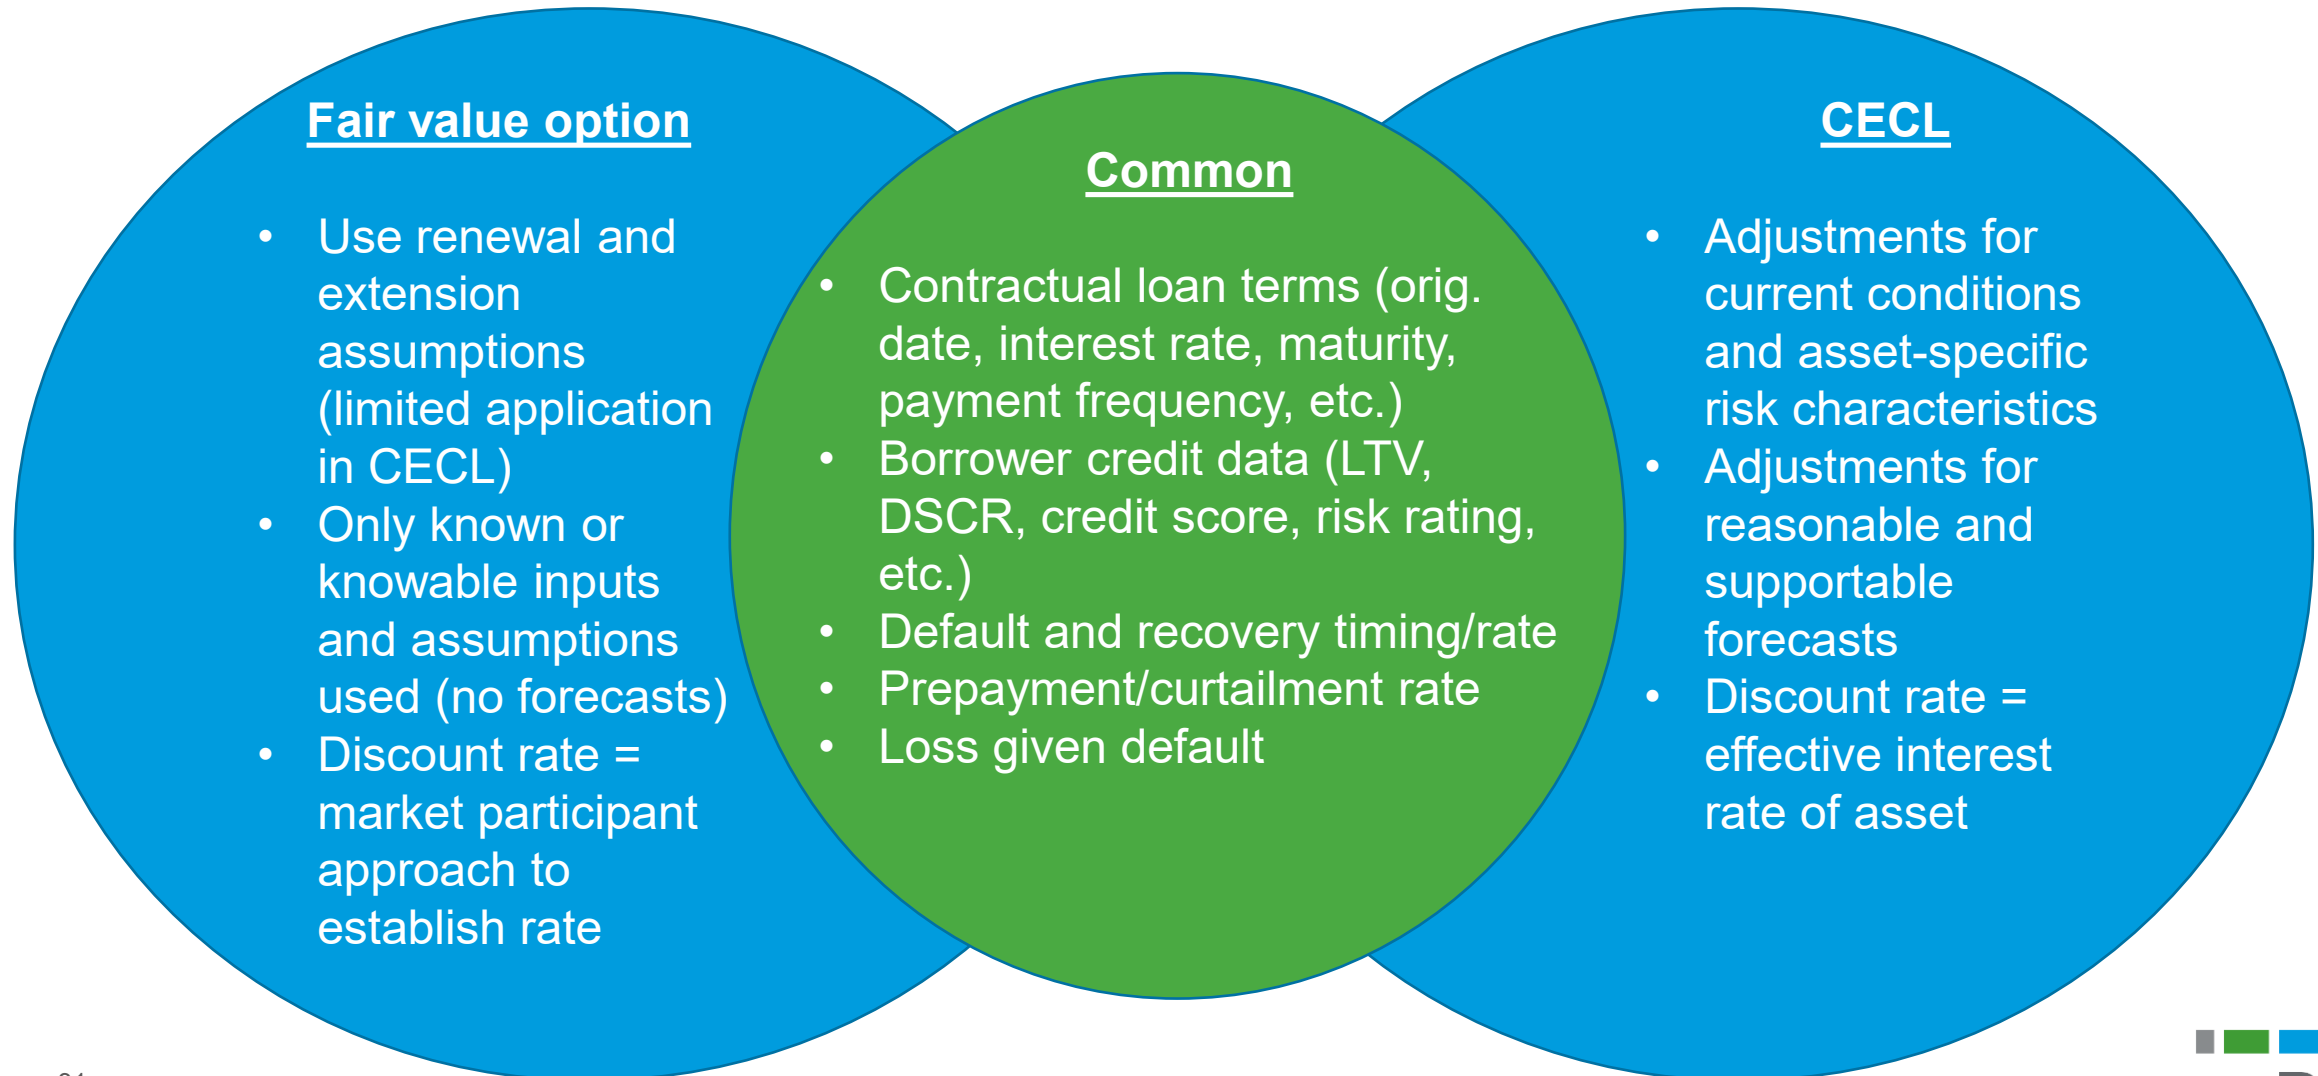 Fair value option
• Use renewal and
extension
assumptions
(limited application
in CECL)
• Only known or
knowable inputs
and assumptions
used (no forecasts)
• Discount rate =
market participant
approach to
establish rate
Common
• Contractual loan terms (orig.
date, interest rate, maturity,
payment frequency, etc.)
• Borrower credit data (LTV,
DSCR, credit score, risk rating,
etc.)
• Default and recovery timing/rate
• Prepayment/curtailment rate
• Loss given default
CECL
• Adjustments for
current conditions
and asset-specific
risk characteristics
• Adjustments for
reasonable and
supportable
forecasts
• Discount rate =
effective interest
rate of asset